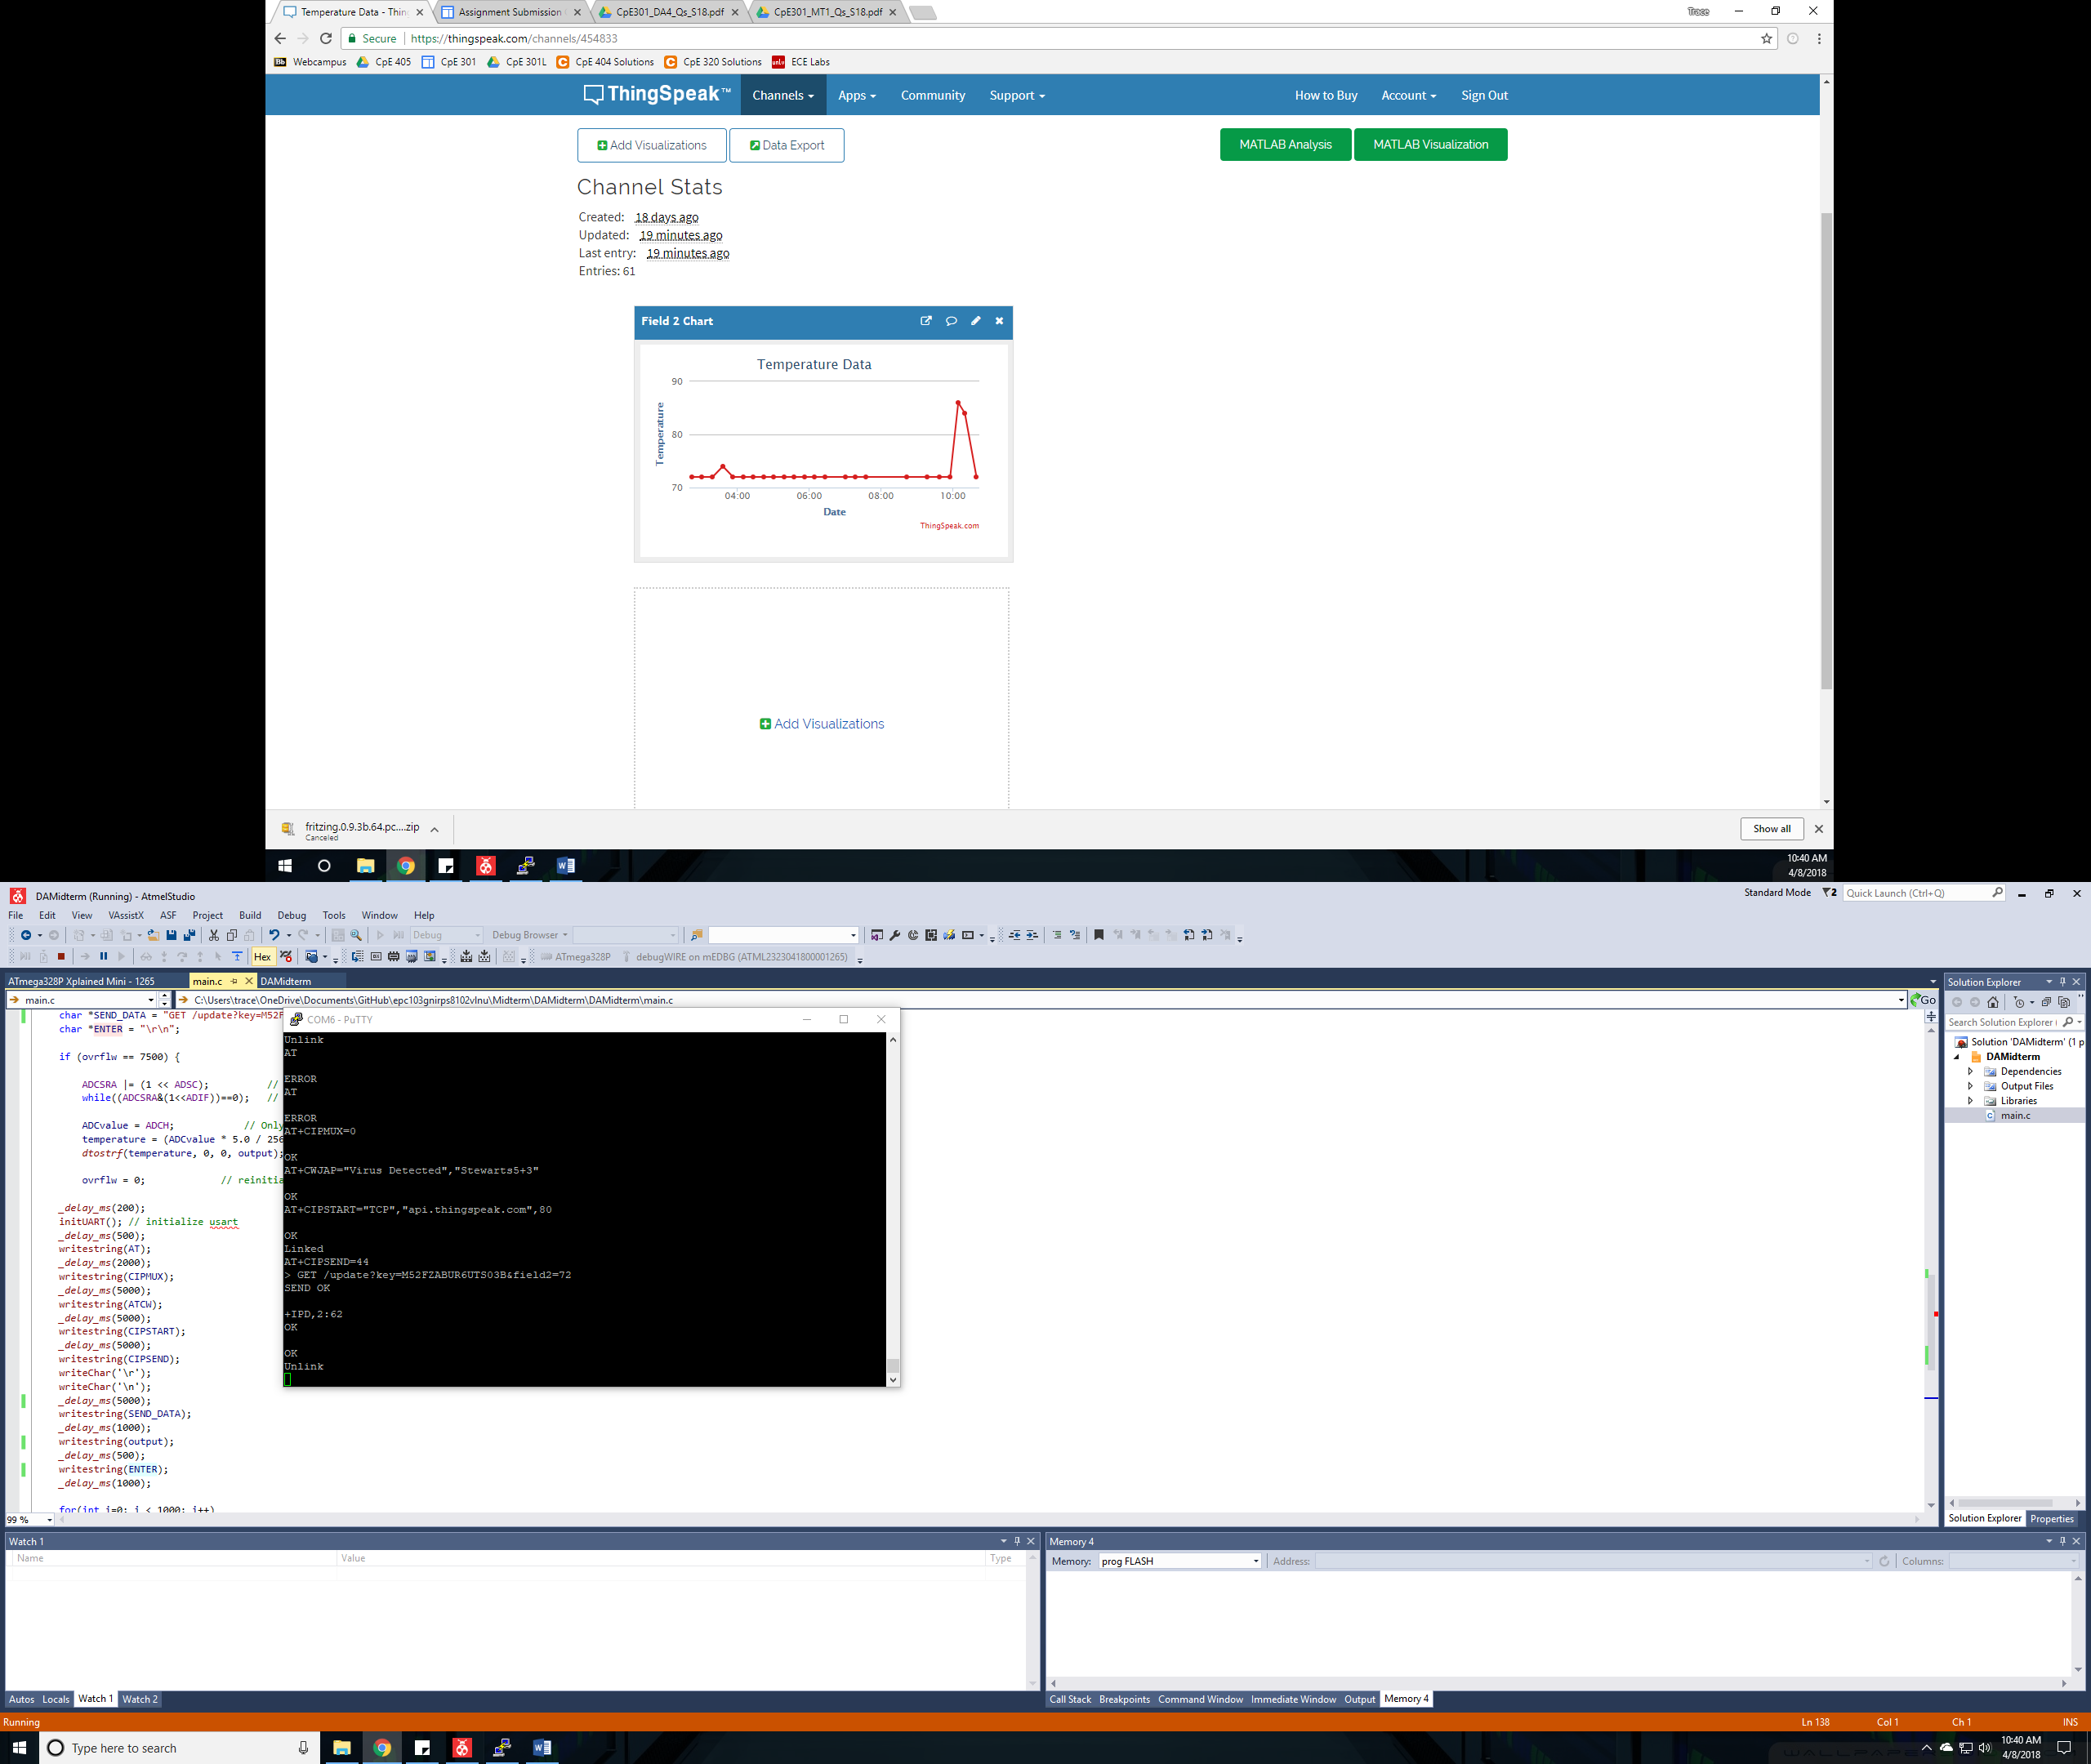 Temperature Data - Thin
Assignment Submission
CpE301_DA4_Qs_S18.pdf
CpE301_MT1_Qs_S18.pdf
Trace
Secure
https://thingspeak.com/channels/454833
Webcampus
CpE 405
CpE 301
CpE 301L
CpE 404 Solutions
CpE 320 Solutions
ECE Labs
ThingSpeak™
Channels
Apps
Community
Support
How to Buy
Account
Sign Out
Add Visualizations
Data Export
MATLAB Analysis
MATLAB Visualization
Channel Stats
Created: 18 days ago
Updated: 19 minutes ago
Last entry: 19 minutes ago
Entries: 61
Field 2 Chart
Temperature Data
90
80
70
Temperature
04:00
06:00
08:00
10:00
Date
ThingSpeak.com
Add Visualizations
fritzing.0.9.3b.64.pc....zip
Canceled
Show all
10:40 AM
4/8/2018
DAMidterm (Running) - AtmelStudio
Standard Mode
2
Quick Launch (Ctrl+Q)
File Edit View VAssistX ASF Project Build Debug Tools Window Help
Debug
Debug Browser
Hex
ATmega328P
debugWIRE on mEDBG (ATML2323041800001265)
ATmega328P Xplained Mini - 1265
main.c
DAMidterm
main.c
C:\Users\trace\OneDrive\Documents\GitHub\epc103gnirps8102vlnu\Midterm\DAMidterm\DAMidterm\main.c
Go
char *SEND_DATA = "GET /update?key=M52F
char *ENTER = "\r\n";
if (ovrflw == 7500) {
ADCSRA |= (1 << ADSC); //
while((ADCSRA&(1<<ADIF))==0); //
ADCvalue = ADCH; // Only
temperature = (ADCvalue * 5.0 / 256
dtostrf(temperature, 0, 0, output);
ovrflw = 0; // reinitia
_delay_ms(200);
initUART(); // initialize usart
_delay_ms(500);
writestring(AT);
_delay_ms(2000);
writestring(CIPMUX);
_delay_ms(5000);
writestring(ATCW);
_delay_ms(5000);
writestring(CIPSTART);
_delay_ms(5000);
writestring(CIPSEND);
writeChar('\r');
writeChar('\n');
_delay_ms(5000);
writestring(SEND_DATA);
_delay_ms(1000);
writestring(output);
_delay_ms(500);
writestring(ENTER);
_delay_ms(1000);
for(int i=0; i < 1000; i++)
COM6 - PuTTY
Unlink
AT
ERROR
AT
ERROR
AT+CIPMUX=0
OK
AT+CWJAP="Virus Detected","Stewarts5+3"
OK
AT+CIPSTART="TCP","api.thingspeak.com",80
OK
Linked
AT+CIPSEND=44
> GET /update?key=M52FZABUR6UTS03B&field2=72
SEND OK
+IPD,2:62
OK
OK
Unlink
Solution Explorer
Search Solution Explorer
Solution 'DAMidterm' (1 p
DAMidterm
Dependencies
Output Files
Libraries
main.c
Solution Explorer
Properties
99 %
Watch 1
Name
Value
Type
Autos Locals Watch 1 Watch 2
Memory 4
Memory: prog FLASH
Address:
Columns:
Call Stack Breakpoints Command Window Immediate Window Output Memory 4
Running
Ln 138
Col 1
Ch 1
INS
Type here to search
10:40 AM
4/8/2018